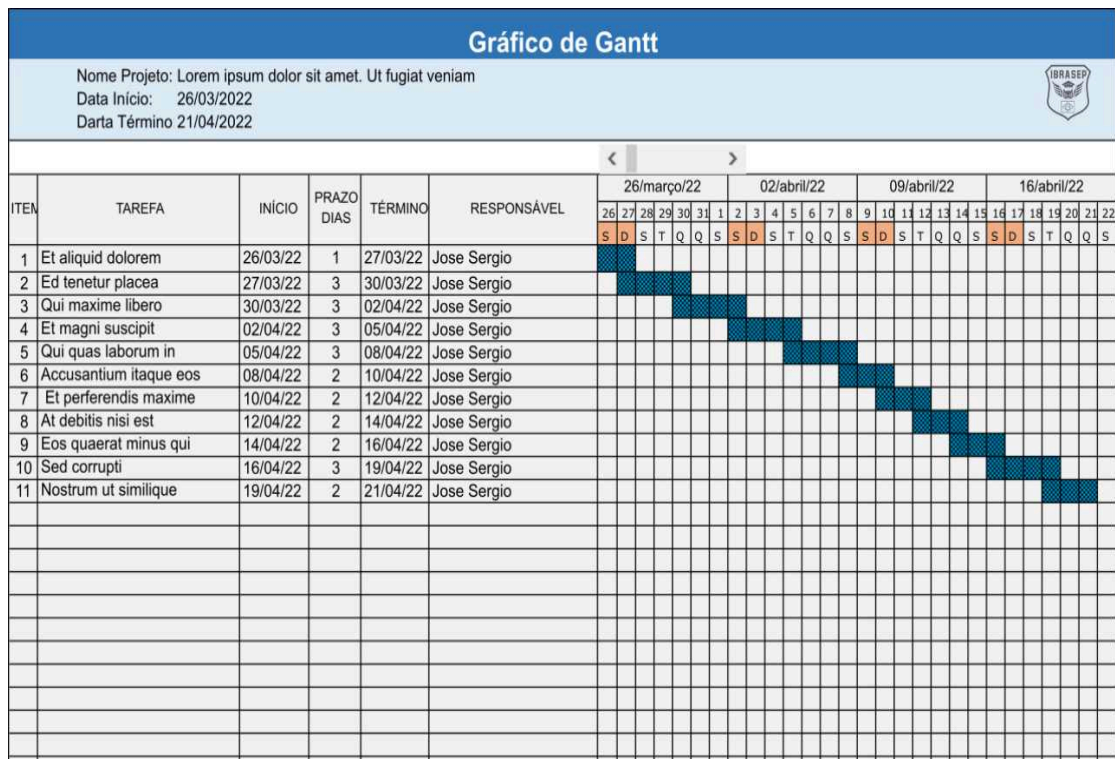 Gráfico de Gantt
Nome Projeto: Lorem ipsum dolor sit amet. Ut fugiat veniam
Data Início: 26/03/2022
Darta Término 21/04/2022
IBRASEP
26/março/22 02/abril/22 09/abril/22 16/abril/22
ITEM TAREFA INÍCIO PRAZO DIAS TÉRMINO RESPONSÁVEL
26 27 28 29 30 31 1 2 3 4 5 6 7 8 9 10 11 12 13 14 15 16 17 18 19 20 21 22
S D S T Q Q S S D S T Q Q S S D S T Q Q S S D S T Q Q S
1 Et aliquid dolorem 26/03/22 1 27/03/22 Jose Sergio
2 Ed tenetur placea 27/03/22 3 30/03/22 Jose Sergio
3 Qui maxime libero 30/03/22 3 02/04/22 Jose Sergio
4 Et magni suscipit 02/04/22 3 05/04/22 Jose Sergio
5 Qui quas laborum in 05/04/22 3 08/04/22 Jose Sergio
6 Accusantium itaque eos 08/04/22 2 10/04/22 Jose Sergio
7 Et perferendis maxime 10/04/22 2 12/04/22 Jose Sergio
8 At debitis nisi est 12/04/22 2 14/04/22 Jose Sergio
9 Eos quaerat minus qui 14/04/22 2 16/04/22 Jose Sergio
10 Sed corrupti 16/04/22 3 19/04/22 Jose Sergio
11 Nostrum ut similique 19/04/22 2 21/04/22 Jose Sergio